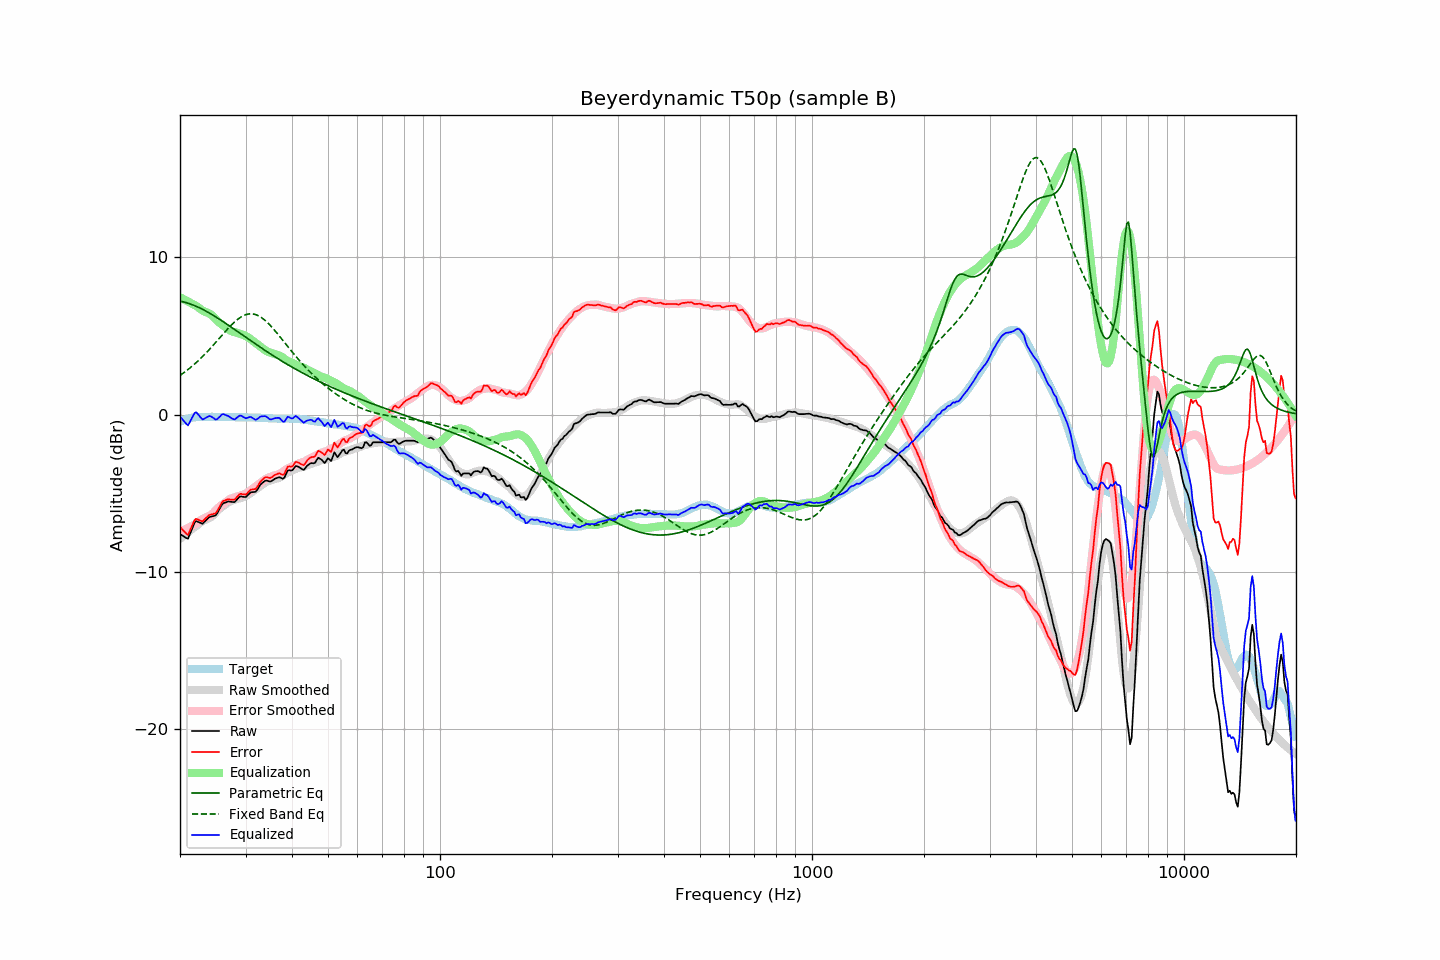 Beyerdynamic T50p (sample B)
Amplitude (dBr)
10
0
−10
−20
Target
Raw Smoothed
Error Smoothed
Raw
Error
Equalization
Parametric Eq
Fixed Band Eq
Equalized
100
1000
10000
Frequency (Hz)